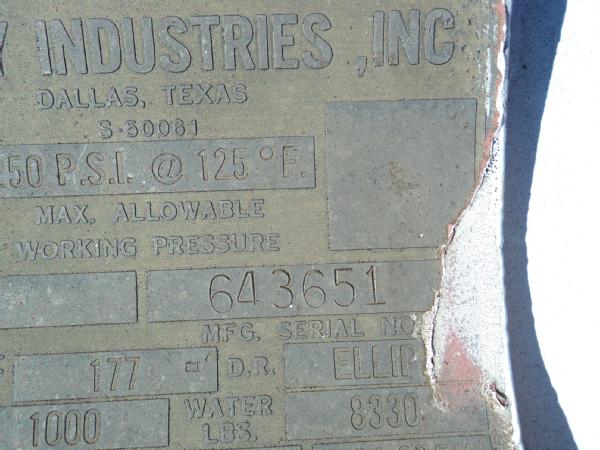 Y INDUSTRIES, INC
DALLAS, TEXAS
S-50081
250 P.S.I. @ 125°F.
MAX. ALLOWABLE
WORKING PRESSURE
643651
MFG. SERIAL NO
177 D.R. ELLIP
1000 WATER LBS. 8330